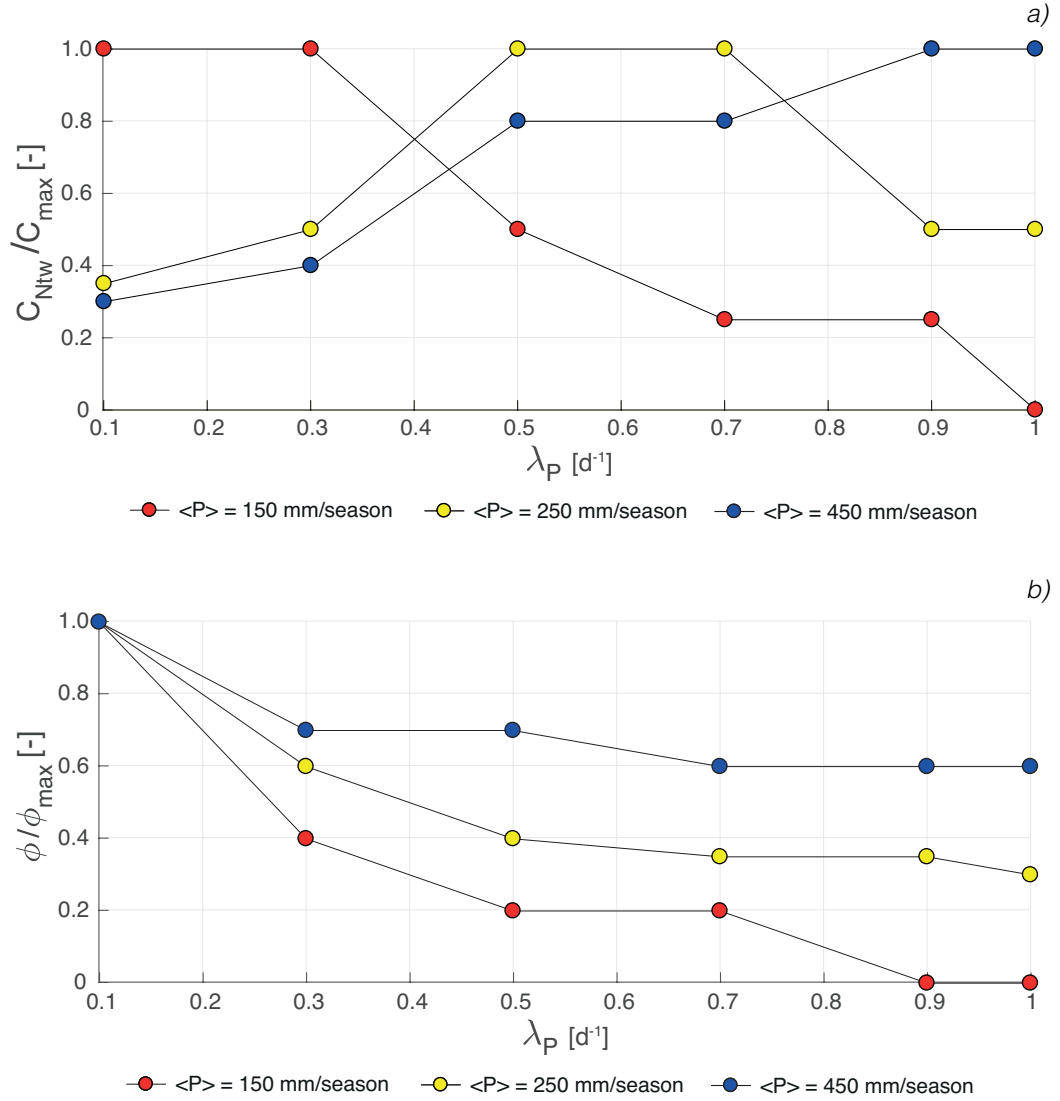 a)
1.0
0.8
0.6
0.4
0.2
0
C_Ntw/C_max [-]
0.1 0.2 0.3 0.4 0.5 0.6 0.7 0.8 0.9 1
λ_P [d⁻¹]
<P> = 150 mm/season <P> = 250 mm/season <P> = 450 mm/season
b)
1.0
0.8
0.6
0.4
0.2
0
ϕ/ϕ_max [-]
0.1 0.2 0.3 0.4 0.5 0.6 0.7 0.8 0.9 1
λ_P [d⁻¹]
<P> = 150 mm/season <P> = 250 mm/season <P> = 450 mm/season